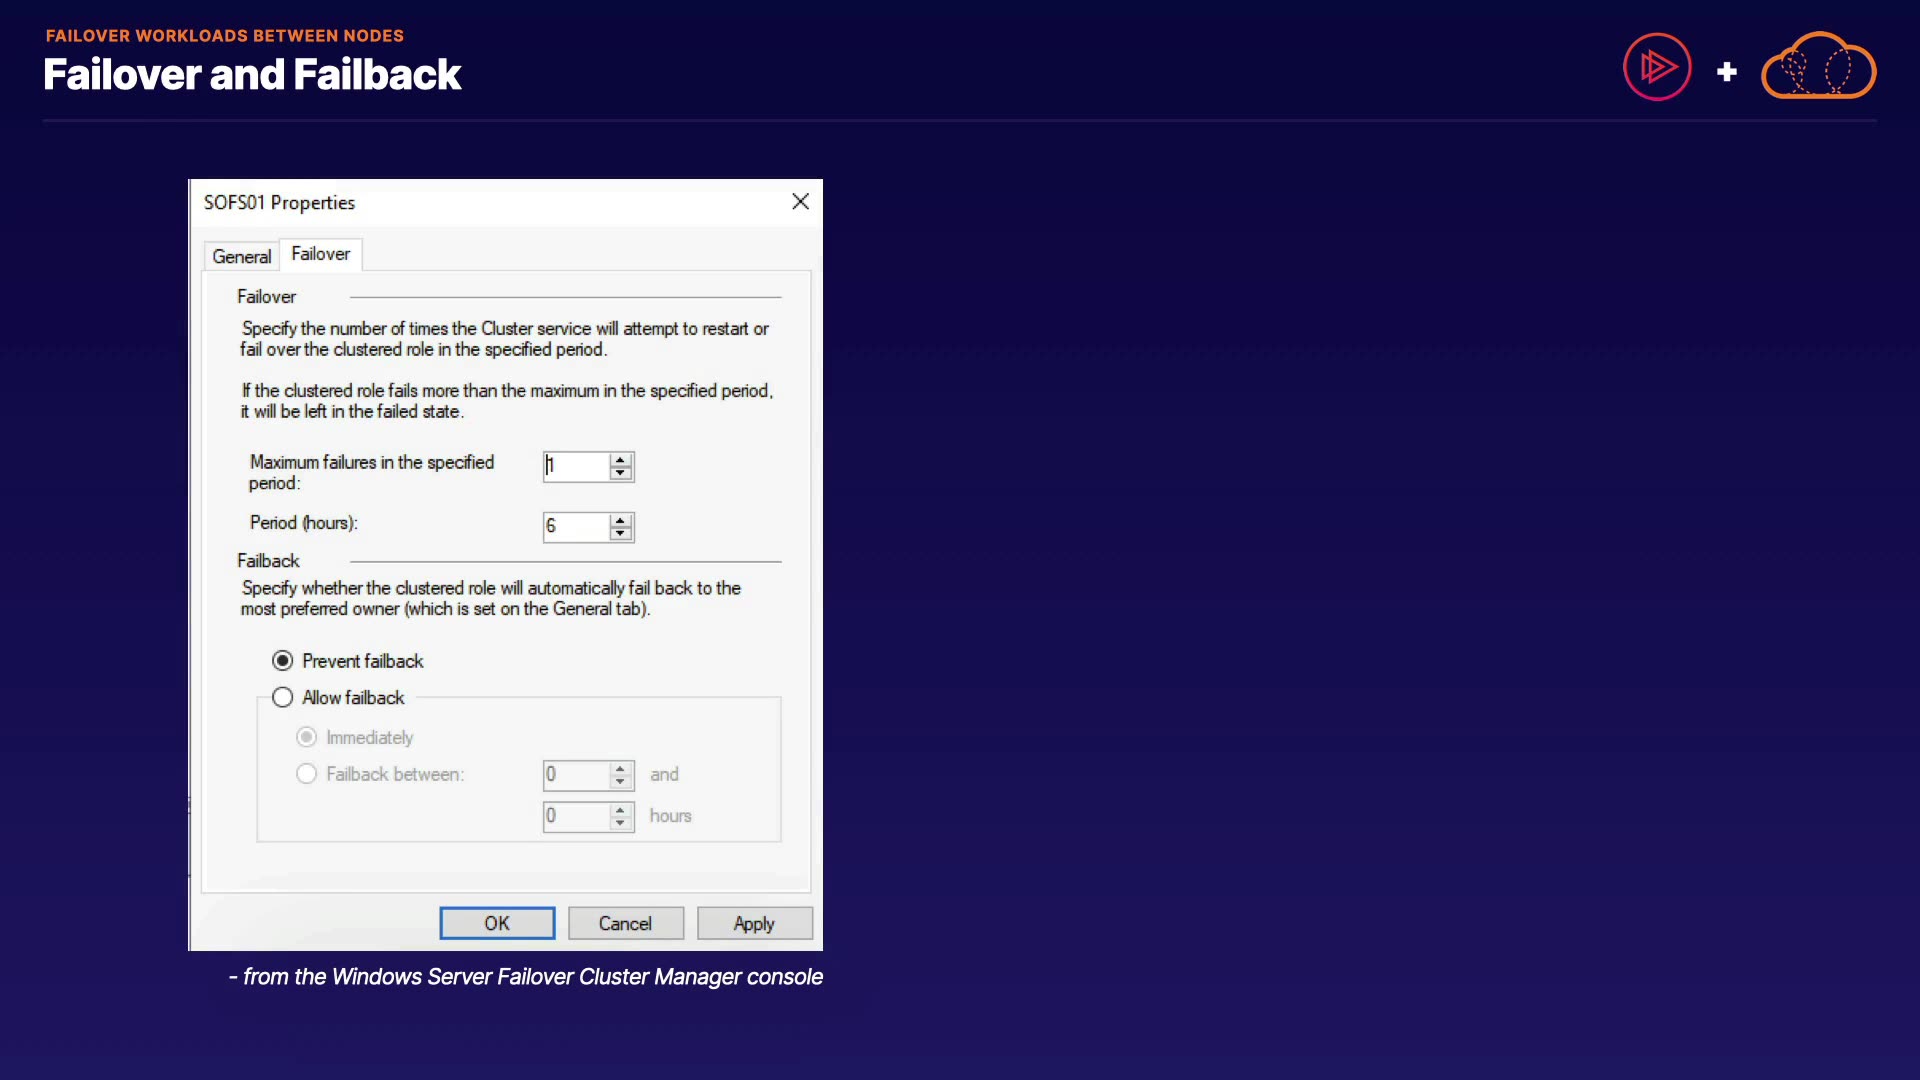 FAILOVER WORKLOADS BETWEEN NODES
Failover and Failback
+
SOFS01 Properties
General
Failover
Failover
Specify the number of times the Cluster service will attempt to restart or
fail over the clustered role in the specified period.
If the clustered role fails more than the maximum in the specified period,
it will be left in the failed state.
Maximum failures in the specified
period:
1
Period (hours):
6
Failback
Specify whether the clustered role will automatically fail back to the
most preferred owner (which is set on the General tab).
Prevent failback
Allow failback
Immediately
Failback between:
0
and
0
hours
OK
Cancel
Apply
- from the Windows Server Failover Cluster Manager console